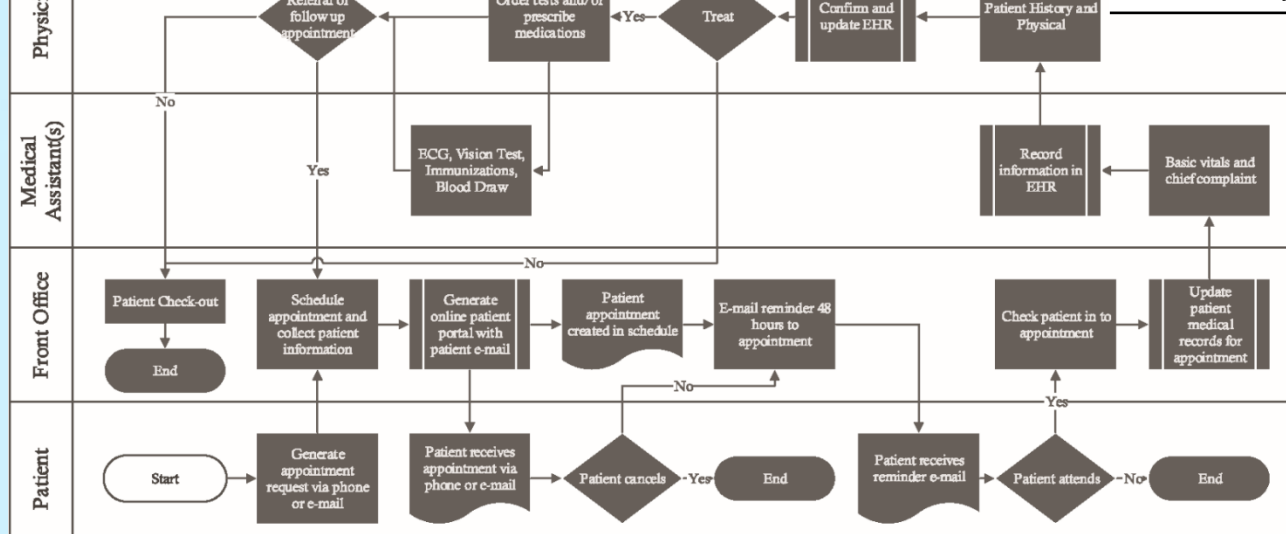 Physici
Referral or
follow up
appointment
Order tests and/or
prescribe
medications
Yes
Treat
Confirm and
update EHR
Patient History and
Physical
No
Medical
Assistant(s)
Yes
ECG, Vision Test,
Immunizations,
Blood Draw
Record
information in
EHR
Basic vitals and
chief complaint
No
Front Office
Patient Check-out
End
Schedule
appointment and
collect patient
information
Generate
online patient
portal with
patient e-mail
Patient
appointment
created in schedule
E-mail reminder 48
hours to
appointment
Check patient in to
appointment
Update
patient
medical
records for
appointment
No
Yes
Patient
Start
Generate
appointment
request via phone
or e-mail
Patient receives
appointment via
phone or e-mail
Patient cancels
Yes
End
Patient receives
reminder e-mail
Patient attends
No
End